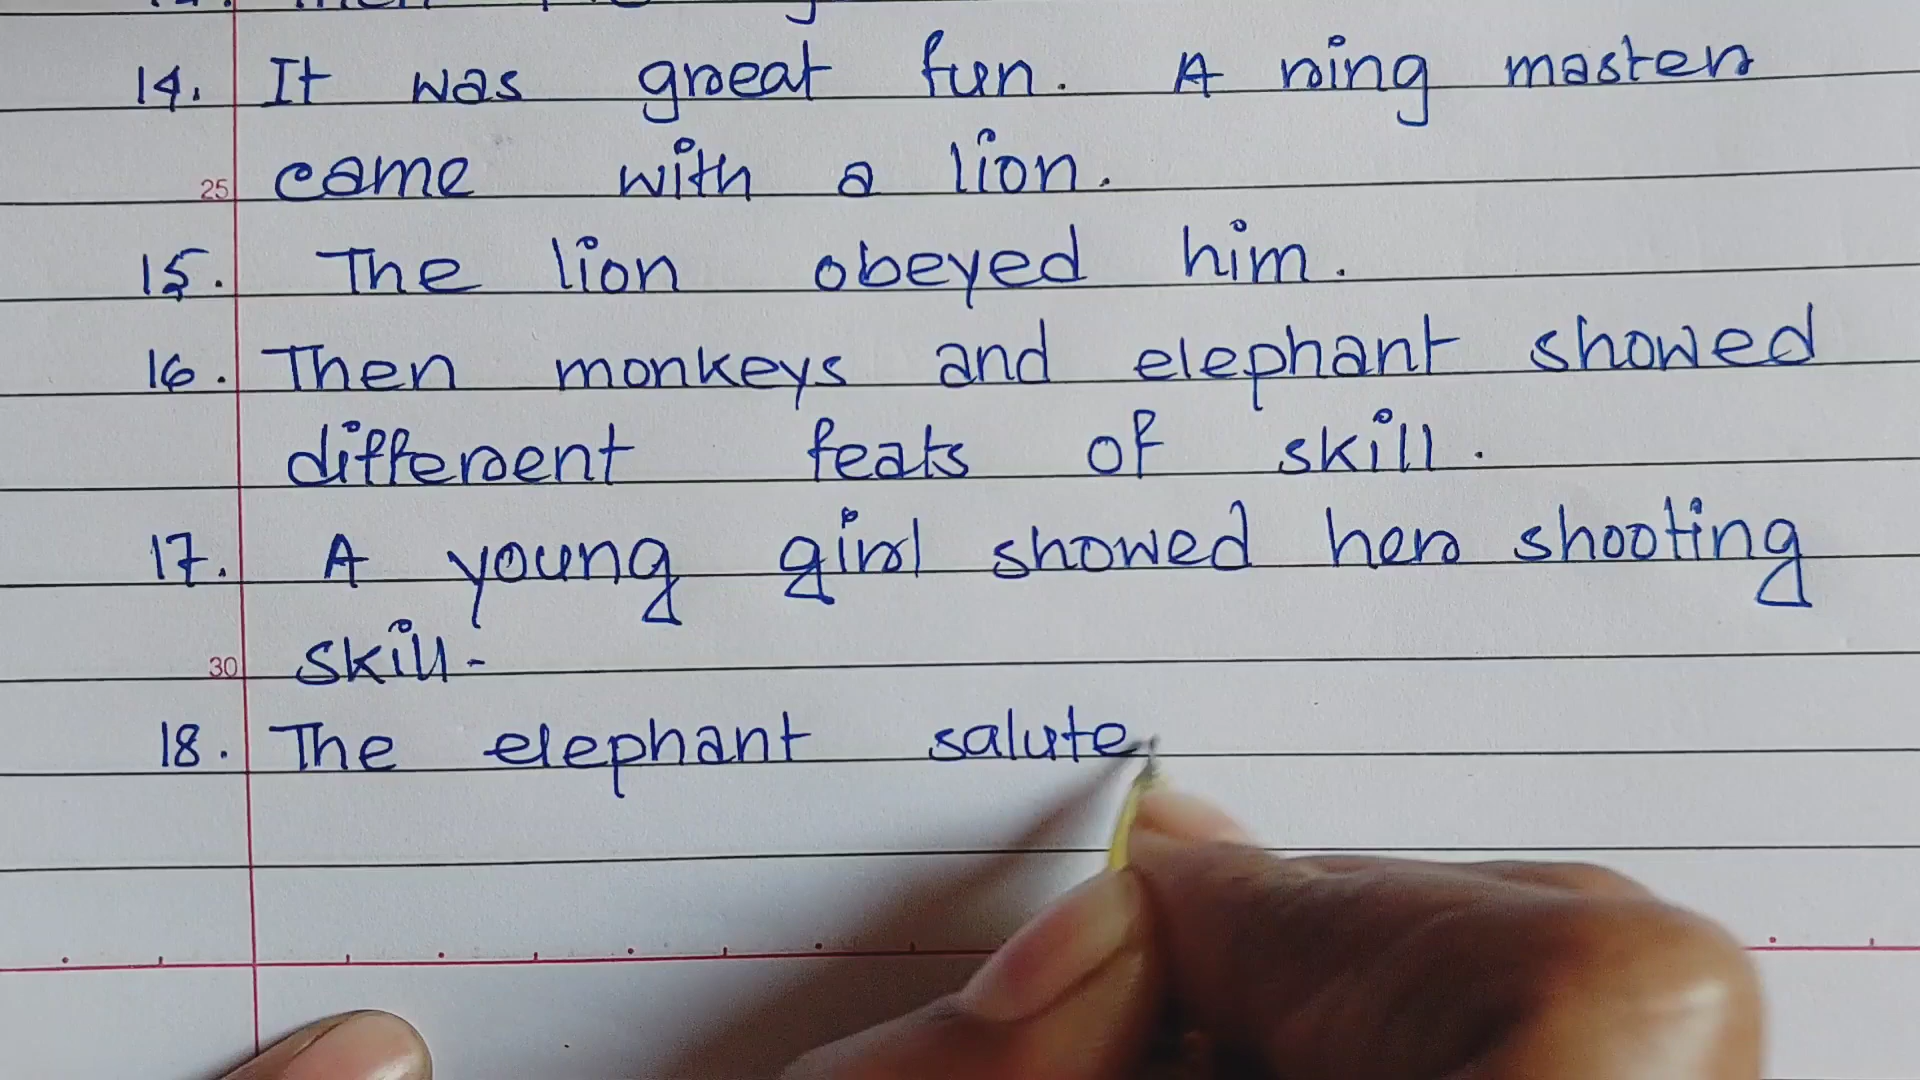 14. It was great fun. A ring master
25 came with a lion.
15. The lion obeyed him.
16. Then monkeys and elephant showed
different feats of skill.
17. A young girl showed her shooting
30 skill-
18. The elephant salute